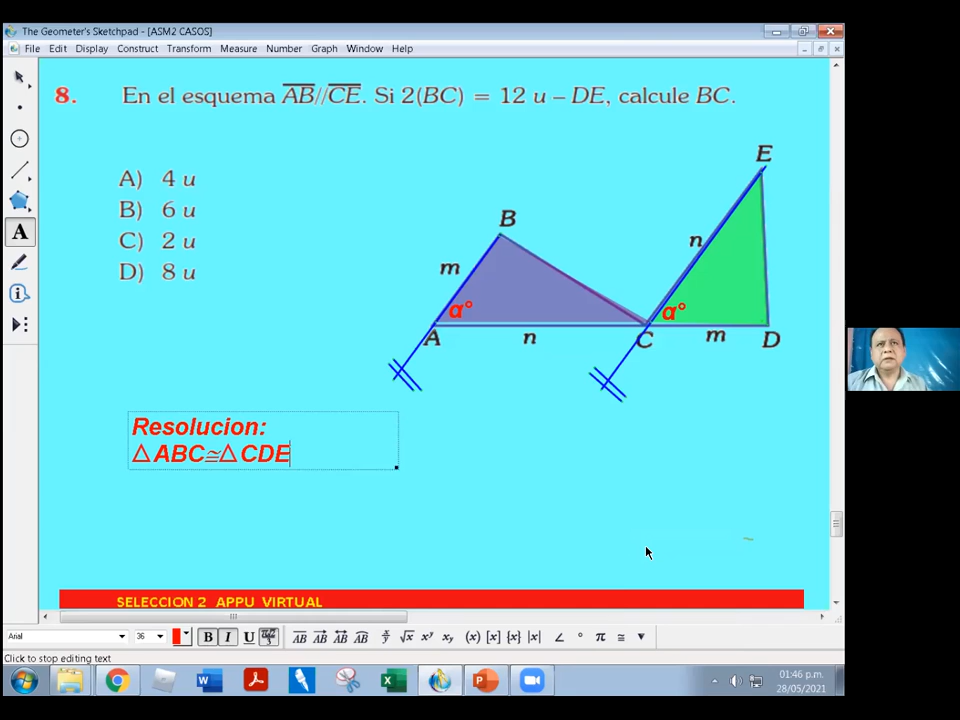 The Geometer's Sketchpad - [ASM2 CASOS]
File Edit Display Construct Transform Measure Number Graph Window Help
8. En el esquema AB//CE. Si 2(BC) = 12 u – DE, calcule BC.
A) 4 u
B) 6 u
C) 2 u
D) 8 u
E
B
n
m
α°
α°
A
n
C
m
D
Resolucion:
△ABC≅△CDE
SELECCION 2 APPU VIRTUAL
Arial 36 B I U
Click to stop editing text
01:46 p.m.
28/05/2021